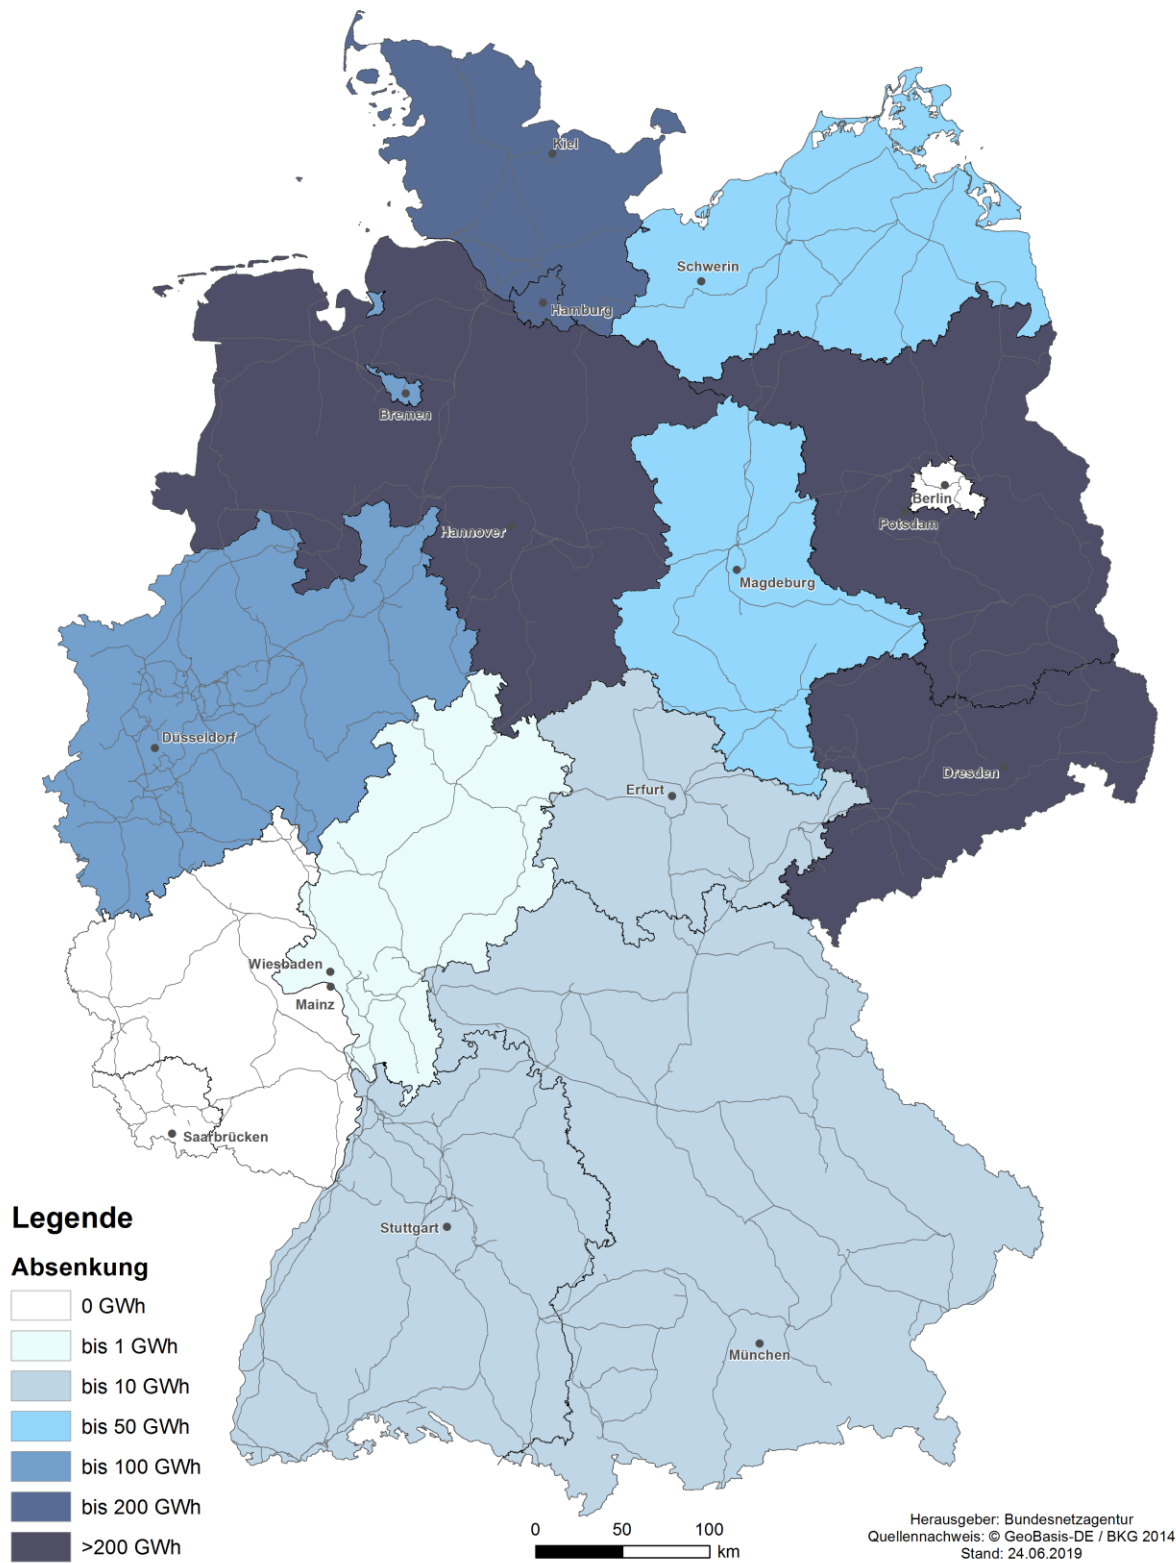 Kiel
Schwerin
Hamburg
Bremen
Berlin
Potsdam
Hannover
Magdeburg
Düsseldorf
Dresden
Erfurt
Wiesbaden
Mainz
Saarbrücken
Stuttgart
München
Legende
Absenkung
0 GWh
bis 1 GWh
bis 10 GWh
bis 50 GWh
bis 100 GWh
bis 200 GWh
>200 GWh
0 50 100
km
Herausgeber: Bundesnetzagentur
Quellennachweis: © GeoBasis-DE / BKG 2014
Stand: 24.06.2019